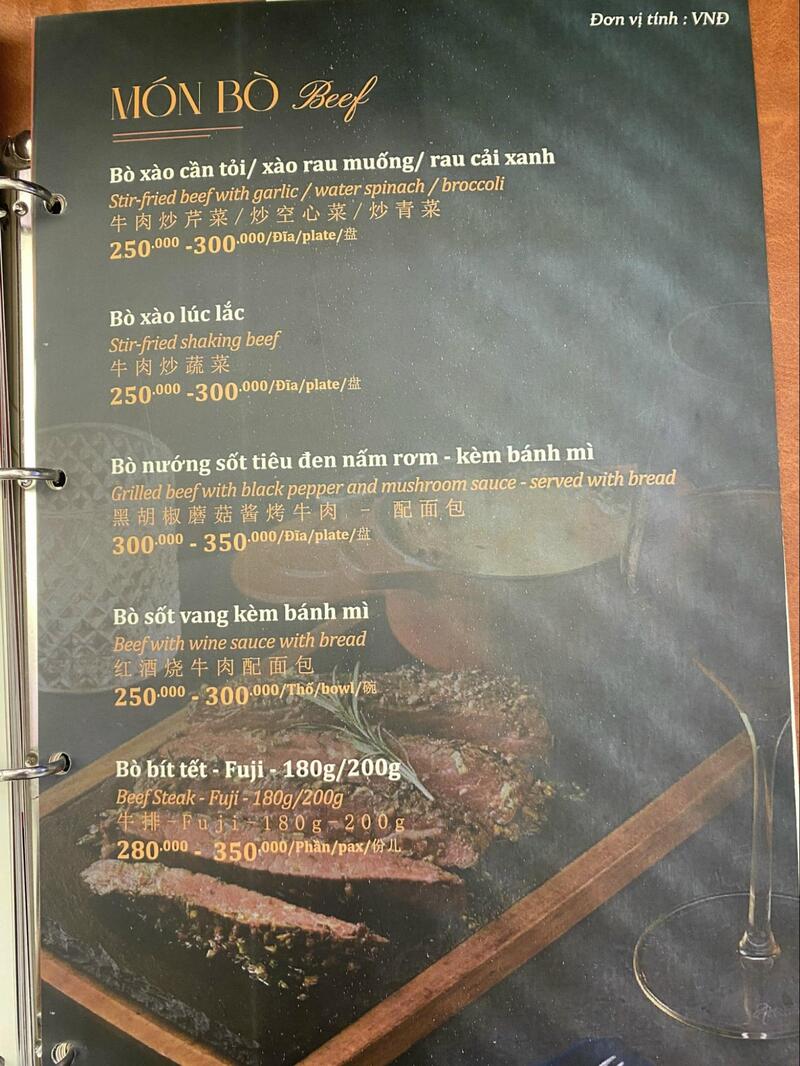 Đơn vị tính : VNĐ
MÓN BÒ Beef
Bò xào cần tỏi/ xào rau muống/ rau cải xanh
Stir-fried beef with garlic / water spinach / broccoli
牛肉炒芹菜/炒空心菜/炒青菜
250.000 -300.000/Đĩa/plate/盘
Bò xào lúc lắc
Stir-fried shaking beef
牛肉炒蔬菜
250.000 -300.000/Đĩa/plate/盘
Bò nướng sốt tiêu đen nấm rơm - kèm bánh mì
Grilled beef with black pepper and mushroom sauce - served with bread
黑胡椒蘑菇酱烤牛肉 - 配面包
300.000 - 350.000/Đĩa/plate/盘
Bò sốt vang kèm bánh mì
Beef with wine sauce with bread
红酒烧牛肉配面包
250.000 - 300.000/Thố/bowl/碗
Bò bít tết - Fuji - 180g/200g
Beef Steak - Fuji - 180g/200g
牛排-Fuji-180g-200g
280.000 - 350.000/Phần/pax/份儿